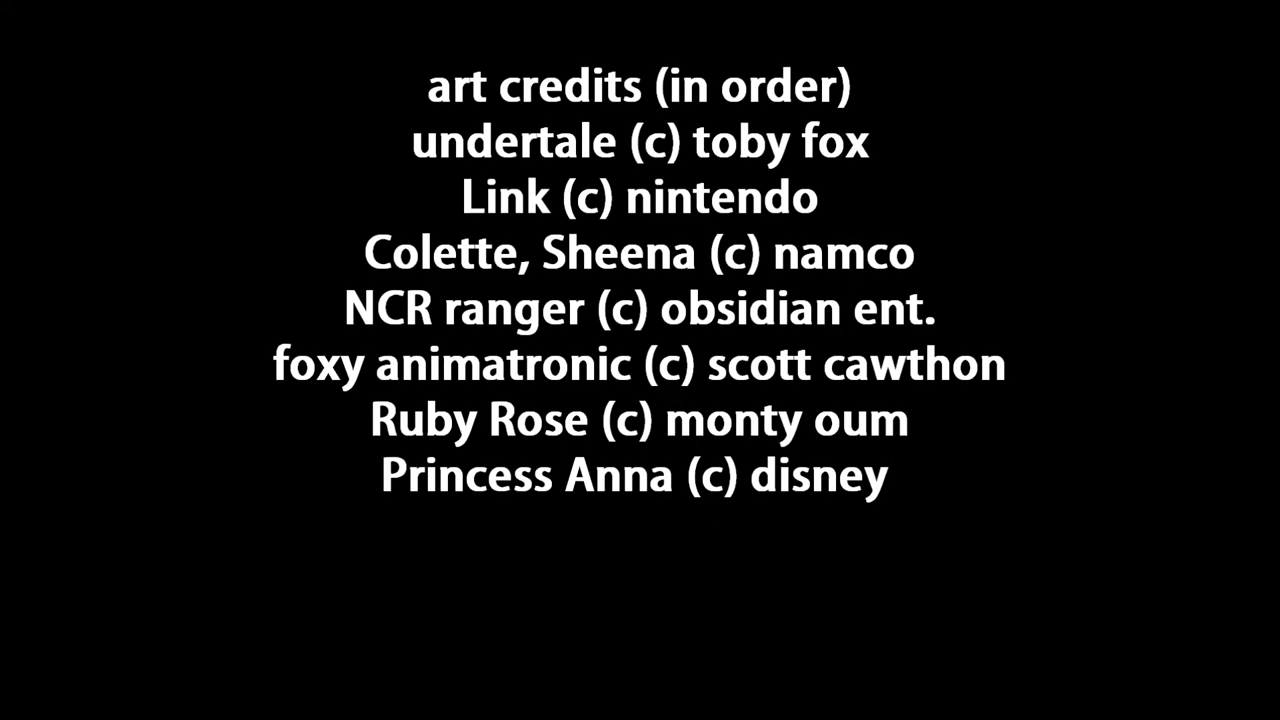 art credits (in order)
undertale (c) toby fox
Link (c) nintendo
Colette, Sheena (c) namco
NCR ranger (c) obsidian ent.
foxy animatronic (c) scott cawthon
Ruby Rose (c) monty oum
Princess Anna (c) disney